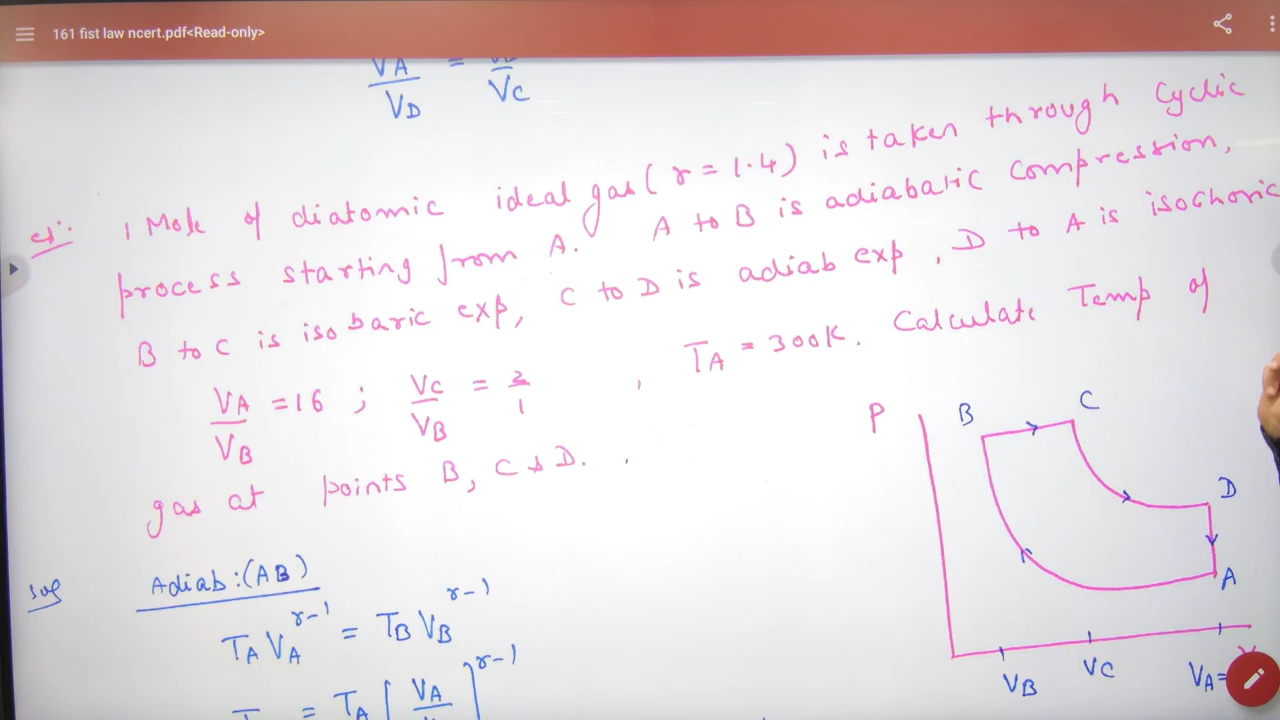 161 fist law ncert.pdf<Read-only>
VA/VD = /VC
ex:- 1 Mole of diatomic ideal gas ( r = 1.4 ) is taken through cyclic
process starting from A. A to B is adiabatic compression,
B to C is isobaric exp, C to D is adiab exp, D to A is isochoric
VA/VB = 16 ; VC/VB = 2/1 , TA = 300K. Calculate Temp of
gas at points B, C & D.
P
B
C
D
A
VB
VC
VA=
Sol
Adiab:(AB)
TA VA^r-1 = TB VB^r-1
= TA [ VA/ ]^r-1